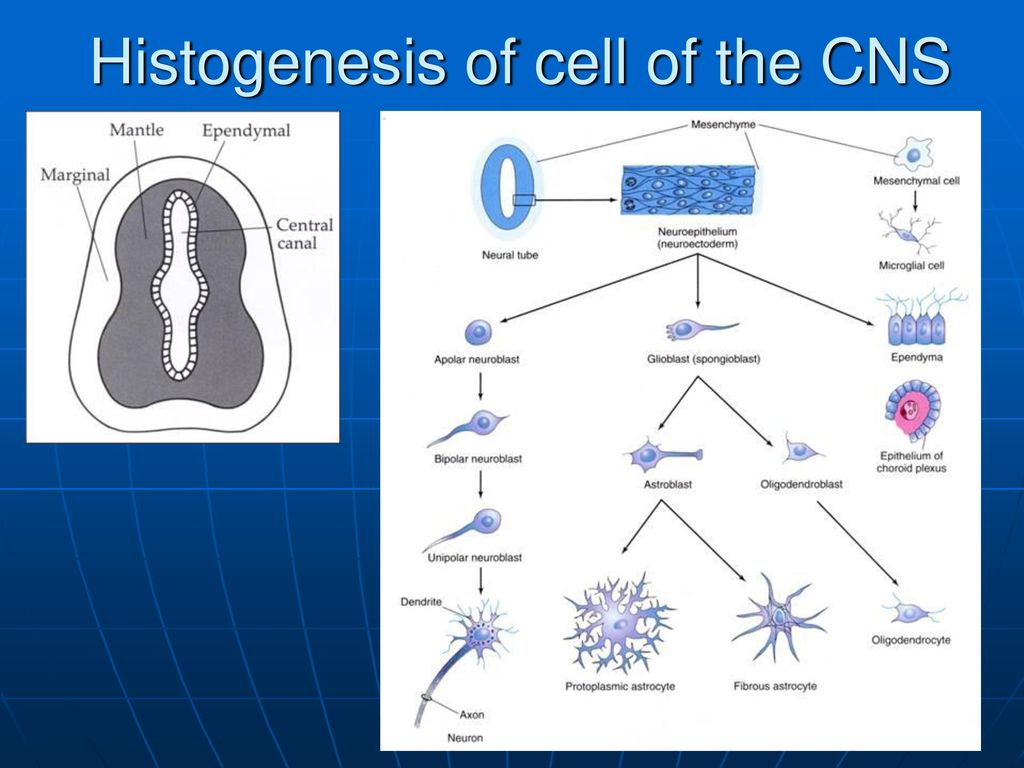 Histogenesis of cell of the CNS
Mantle
Ependymal
Marginal
Central
canal
Mesenchyme
Mesenchymal cell
Neuroepithelium
(neuroectoderm)
Neural tube
Microglial cell
Apolar neuroblast
Glioblast (spongioblast)
Ependyma
Bipolar neuroblast
Epithelium of
choroid plexus
Astroblast
Oligodendroblast
Unipolar neuroblast
Dendrite
Oligodendrocyte
Protoplasmic astrocyte
Fibrous astrocyte
Axon
Neuron